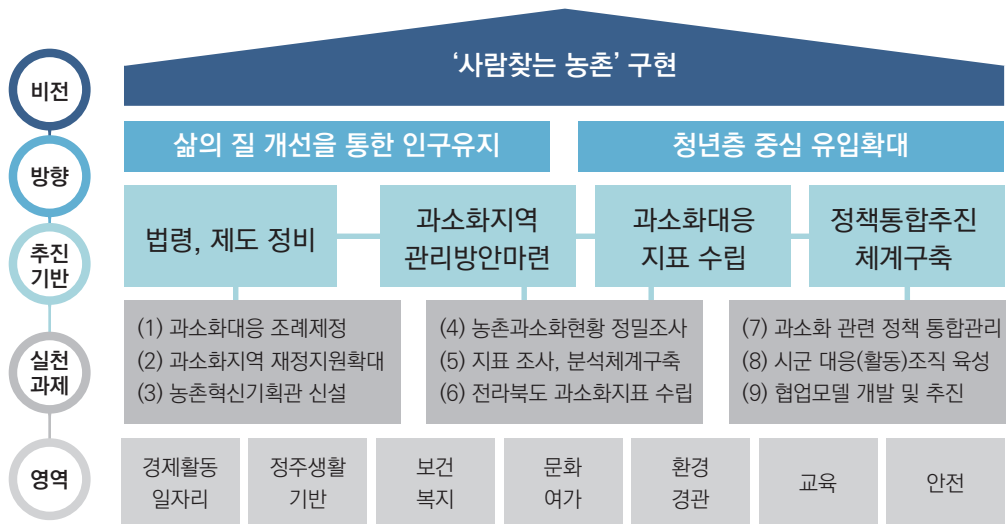 비전
‘사람찾는 농촌’ 구현
방향
삶의 질 개선을 통한 인구유지
청년층 중심 유입확대
추진
기반
법령, 제도 정비
과소화지역
관리방안마련
과소화대응
지표 수립
정책통합추진
체계구축
실천
과제
(1) 과소화대응 조례제정
(2) 과소화지역 재정지원확대
(3) 농촌혁신기획관 신설
(4) 농촌과소화현황 정밀조사
(5) 지표 조사, 분석체계구축
(6) 전라북도 과소화지표 수립
(7) 과소화 관련 정책 통합관리
(8) 시군 대응(활동)조직 육성
(9) 협업모델 개발 및 추진
영역
경제활동
일자리
정주생활
기반
보건
복지
문화
여가
환경
경관
교육
안전